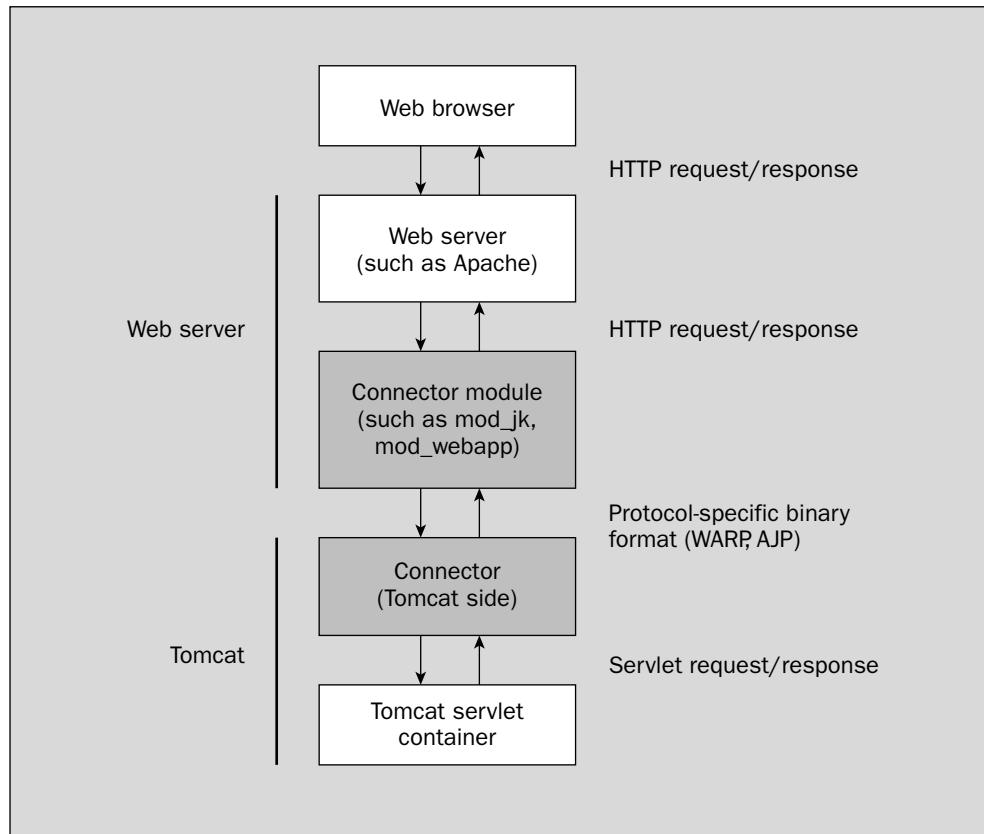 Web browser
HTTP request/response
Web server
(such as Apache)
Web server
HTTP request/response
Connector module
(such as mod_jk,
mod_webapp)
Protocol-specific binary
format (WARP, AJP)
Connector
(Tomcat side)
Tomcat
Servlet request/response
Tomcat servlet
container